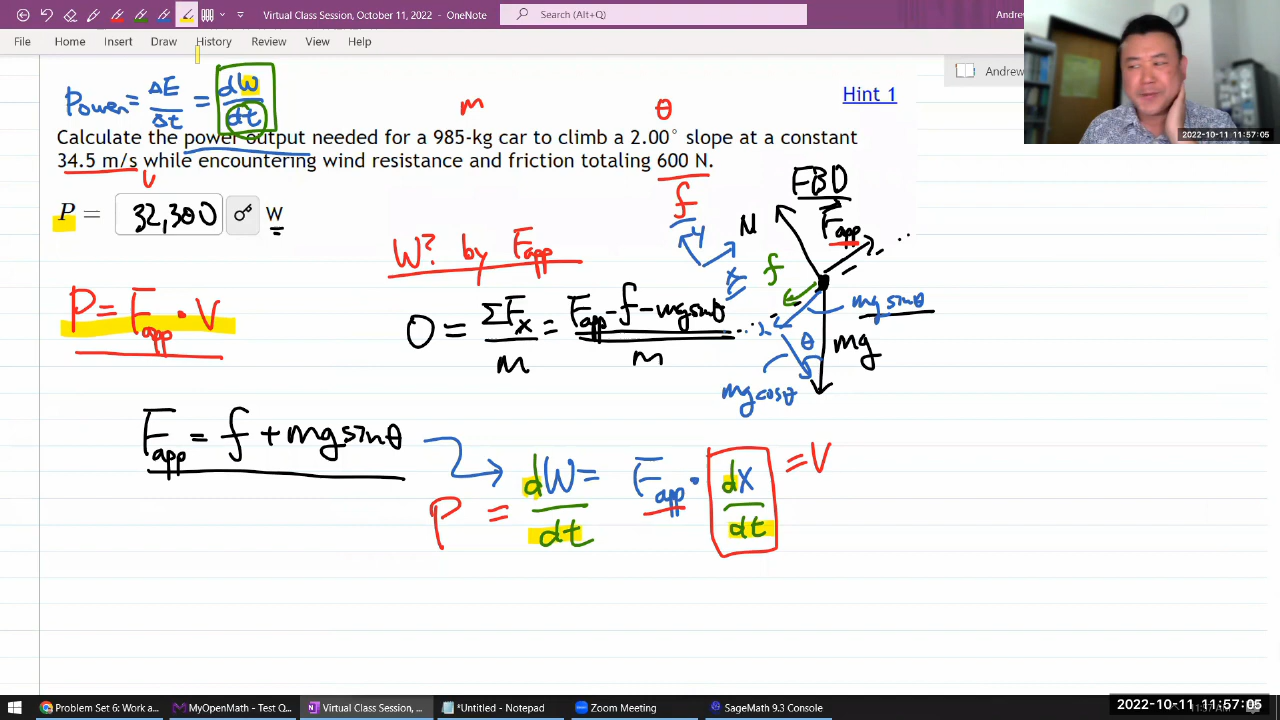 Virtual Class Session, October 11, 2022 - OneNote
Search (Alt+Q)
Andrew
File Home Insert Draw History Review View Help
Andrew
2022-10-11 11:57:05
Power = ΔE/Δt = dW/dt
Hint 1
m
θ
Calculate the power output needed for a 985-kg car to climb a 2.00° slope at a constant
34.5 m/s while encountering wind resistance and friction totaling 600 N.
v
f
P = 32,300 W
FBD
N
F app
y
x
f
mg sinθ
θ
mg
mg cosθ
W? by Fapp
P = Fapp · V
0 = ΣFx/m = Fapp - f - mg sinθ/m
Fapp = f + mg sinθ
P = dW/dt = Fapp · dx/dt = V
Problem Set 6: Work a...
MyOpenMath - Test Q...
Virtual Class Session, ...
*Untitled - Notepad
Zoom Meeting
SageMath 9.3 Console
2022-10-11 11:57:05